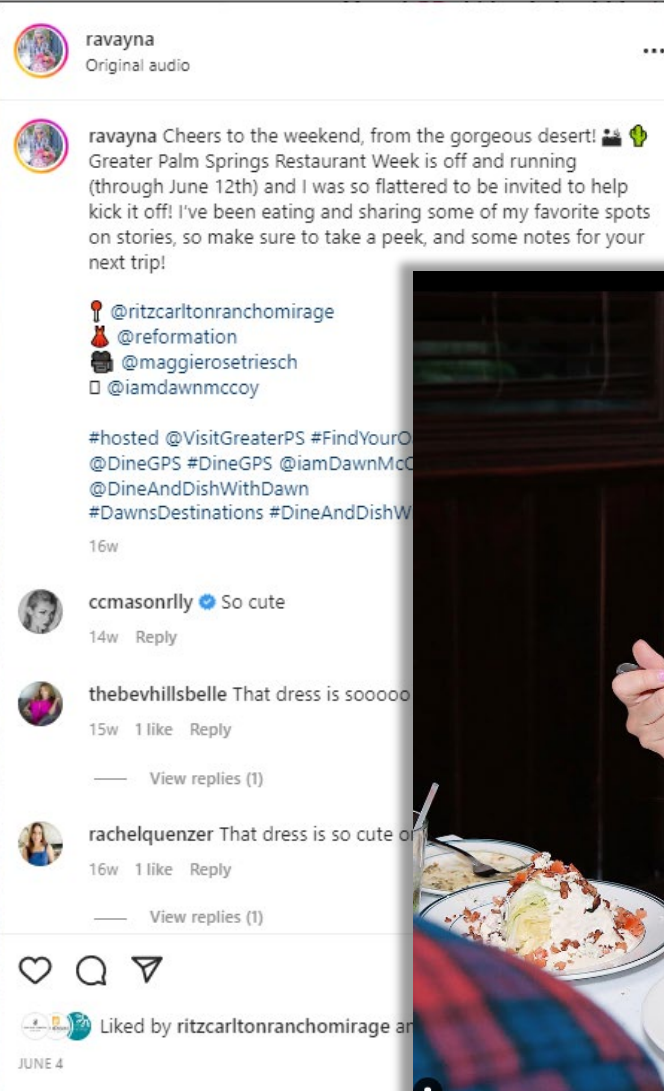 ravayna
Original audio
ravayna Cheers to the weekend, from the gorgeous desert! 🏜 🌵
Greater Palm Springs Restaurant Week is off and running
(through June 12th) and I was so flattered to be invited to help
kick it off! I've been eating and sharing some of my favorite spots
on stories, so make sure to take a peek, and some notes for your
next trip!
📍 @ritzcarltonranchomirage
👗 @reformation
🎥 @maggierosetriesch
▯ @iamdawnmccoy
#hosted @VisitGreaterPS #FindYourO
@DineGPS #DineGPS @iamDawnMcC
@DineAndDishWithDawn
#DawnsDestinations #DineAndDishW
16w
ccmasonrlly So cute
14w Reply
thebevhillsbelle That dress is sooooo
15w 1 like Reply
View replies (1)
rachelquenzer That dress is so cute o
16w 1 like Reply
View replies (1)
Liked by ritzcarltonranchomirage an
JUNE 4